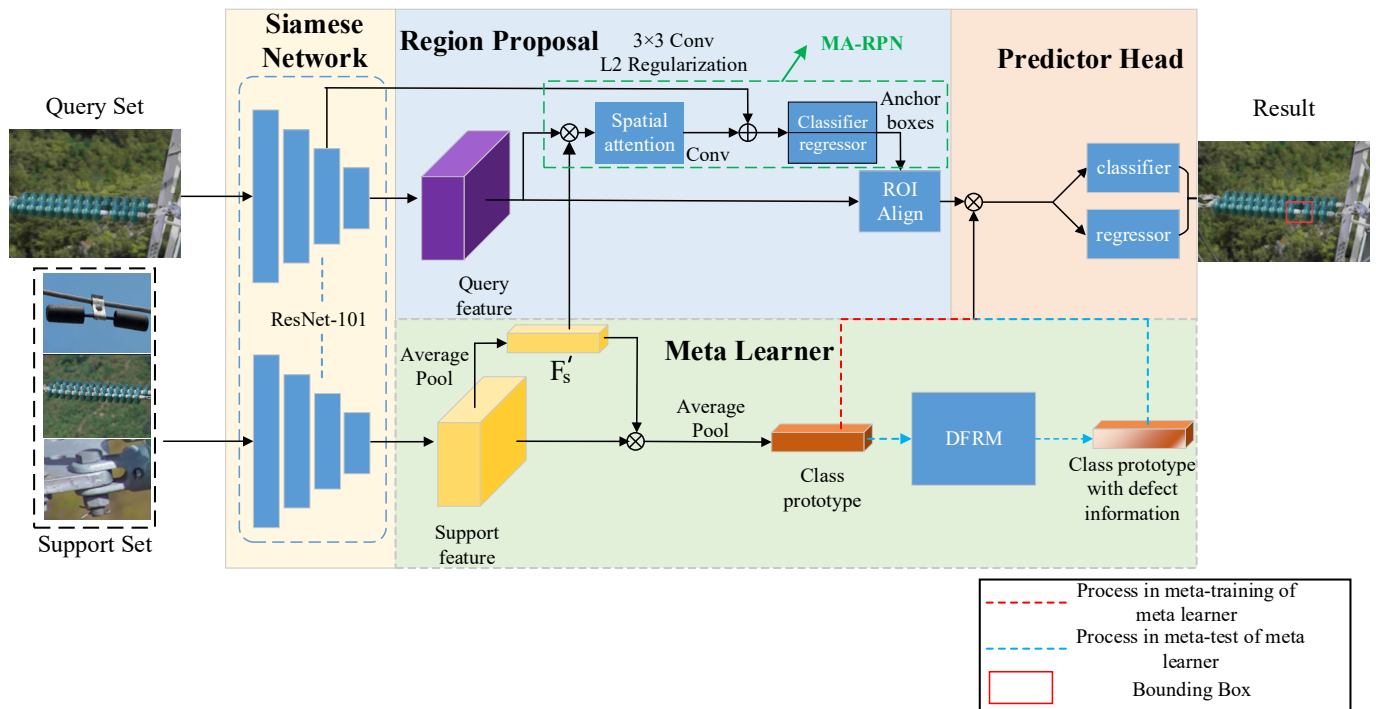 Siamese
Network
Region Proposal
3×3 Conv
L2 Regularization
MA-RPN
Predictor Head
Query Set
Result
Spatial
attention
Conv
Classifier
regressor
Anchor
boxes
ROI
Align
classifier
regressor
Query
feature
ResNet-101
Meta Learner
Average
Pool
Fs′
Average
Pool
DFRM
Class
prototype
Class prototype
with defect
information
Support
feature
Support Set
Process in meta-training of
meta learner
Process in meta-test of meta
learner
Bounding Box